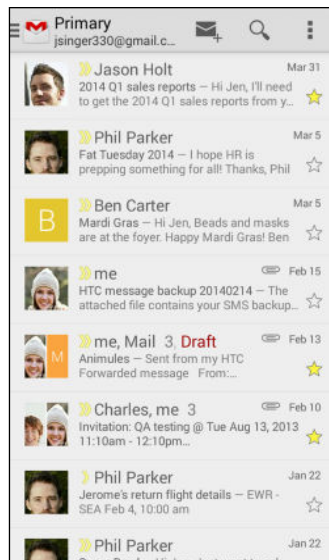 Primary
jsinger330@gmail.c...
Jason Holt
Mar 31
2014 Q1 sales reports — Hi Jen, I'll need
to get the 2014 Q1 sales reports from y...
Phil Parker
Mar 5
Fat Tuesday 2014 — I hope HR is
prepping something for all! Thanks, Phil
B
Ben Carter
Mar 5
Mardi Gras — Hi Jen, Beads and masks
are at the foyer. Happy Mardi Gras! Ben
me
Feb 15
HTC message backup 20140214 — The
attached file contains your SMS backup...
M
me, Mail 3, Draft
Feb 13
Animules — Sent from my HTC
Forwarded message From:...
Charles, me 3
Feb 10
Invitation: QA testing @ Tue Aug 13, 2013
11:10am - 12:10pm...
Phil Parker
Jan 22
Jerome's return flight details — EWR -
SEA Feb 4, 10:00 am
Phil Parker
Jan 22